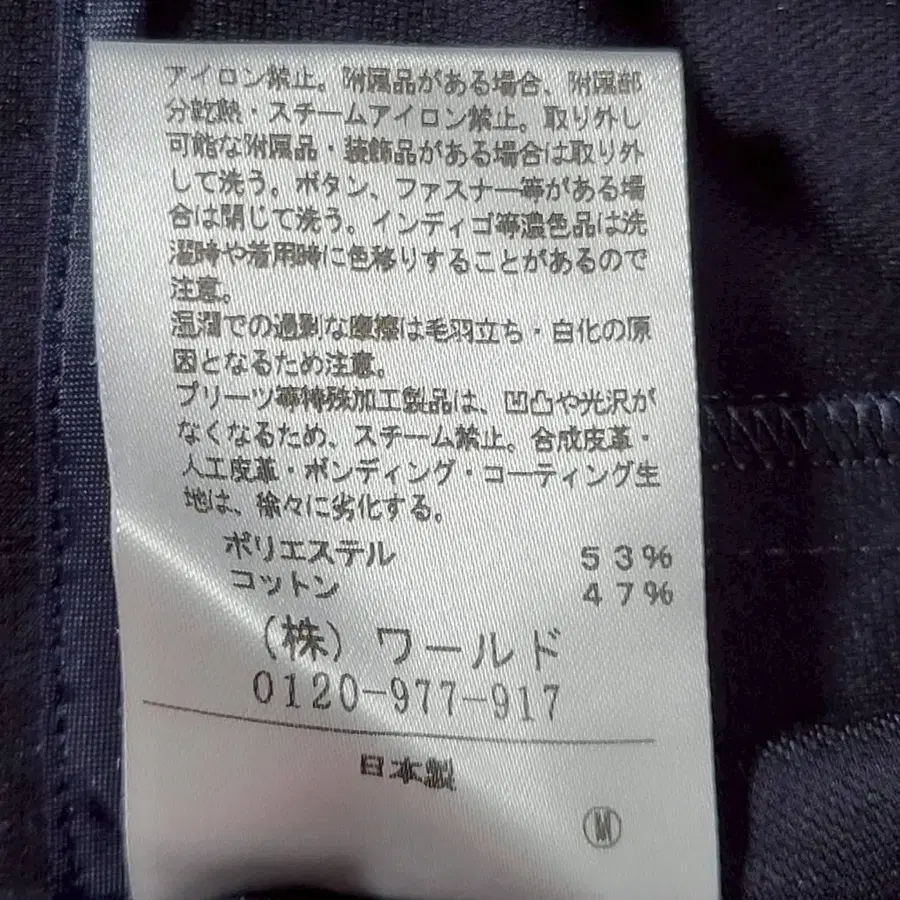 アイロン禁止。附属品がある場合、附属部
分乾熱・スチームアイロン禁止。取り外し
可能な附属品・装飾品がある場合は取り外
して洗う。ボタン、ファスナー等がある場
合は閉じて洗う。インディゴ等濃色品は洗
濯時や着用時に色移りすることがあるので
注意。
湿潤での過剰な摩擦は毛羽立ち・白化の原
因となるため注意。
プリーツ等特殊加工製品は、凹凸や光沢が
なくなるため、スチーム禁止。合成皮革・
人工皮革・ボンディング・コーティング生
地は、徐々に劣化する。
ポリエステル 53%
コットン 47%
(株) ワールド
0120-977-917
日本製
Ⓜ